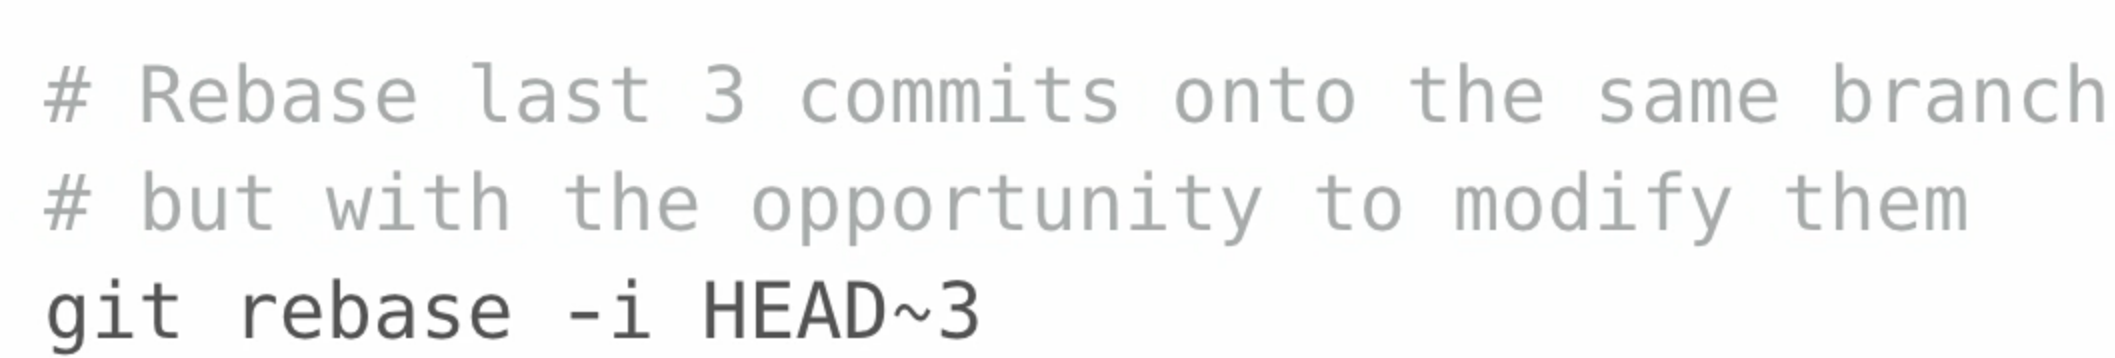 # Rebase last 3 commits onto the same branch
# but with the opportunity to modify them
git rebase -i HEAD~3